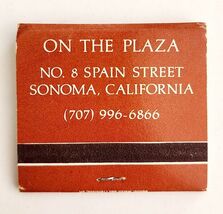 ON THE PLAZA
NO. 8 SPAIN STREET
SONOMA, CALIFORNIA
(707) 996-6866